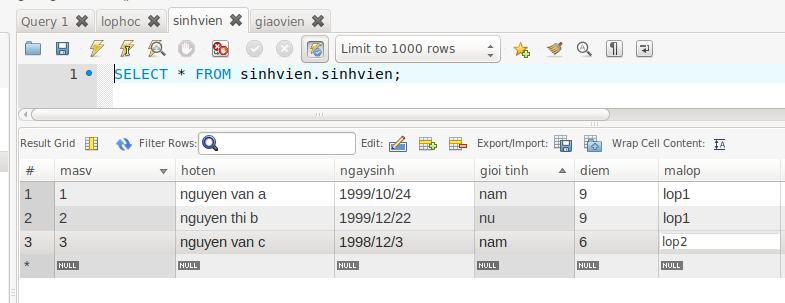 Query 1 lophoc sinhvien giaovien
Limit to 1000 rows
1 SELECT * FROM sinhvien.sinhvien;
Result Grid Filter Rows: Edit: Export/Import: Wrap Cell Content:
# masv hoten ngaysinh gioi tinh diem malop
1 1 nguyen van a 1999/10/24 nam 9 lop1
2 2 nguyen thi b 1999/12/22 nu 9 lop1
3 3 nguyen van c 1998/12/3 nam 6 lop2
* NULL NULL NULL NULL NULL NULL